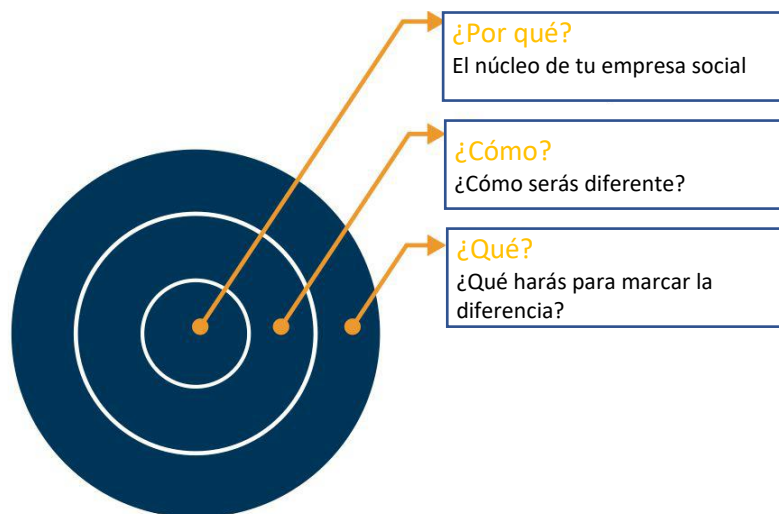 ¿Por qué?
El núcleo de tu empresa social
¿Cómo?
¿Cómo serás diferente?
¿Qué?
¿Qué harás para marcar la
diferencia?